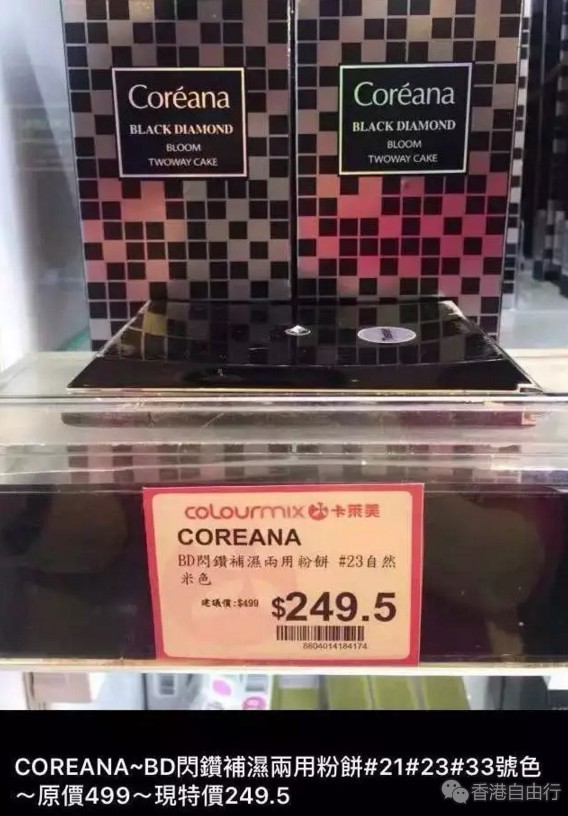 Coréana
BLACK DIAMOND
BLOOM
TWOWAY CAKE
Coréana
BLACK DIAMOND
BLOOM
TWOWAY CAKE
colourmix 卡萊美
COREANA
BD閃鑽補濕兩用粉餅 #23自然
米色
建議價:$499
$249.5
8804014184174
COREANA~BD閃鑽補濕兩用粉餅#21#23#33號色
～原價499～現特價249.5
香港自由行